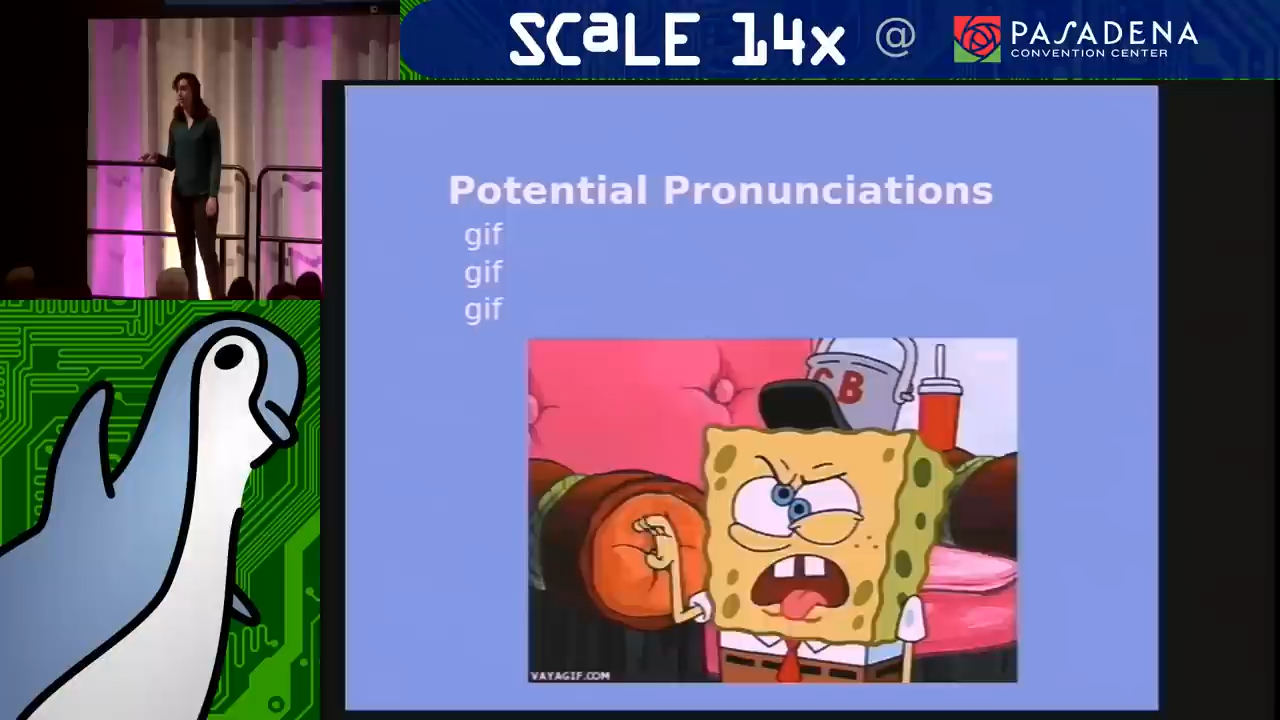 SCaLE 14x @ PASADENA
CONVENTION CENTER
Potential Pronunciations
gif
gif
gif
CB
VAYAGIF.COM